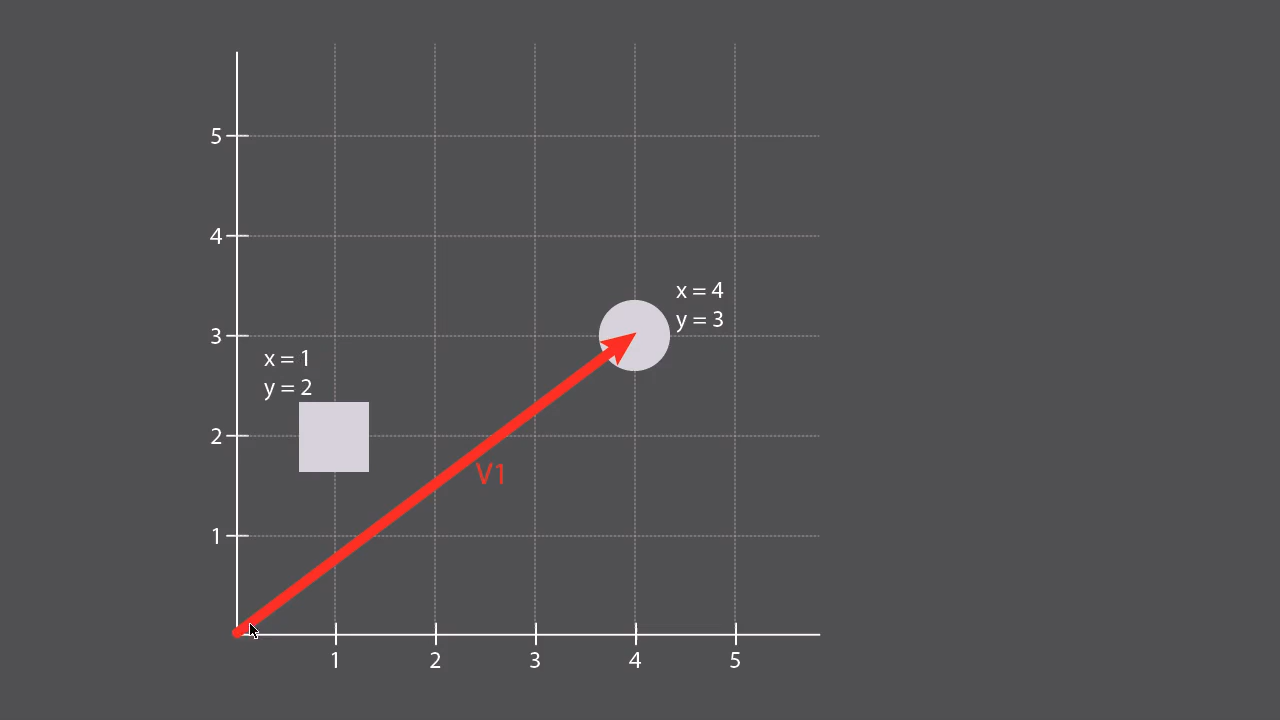 5
4
x = 4
y = 3
3
x = 1
y = 2
2
V1
1
1 2 3 4 5